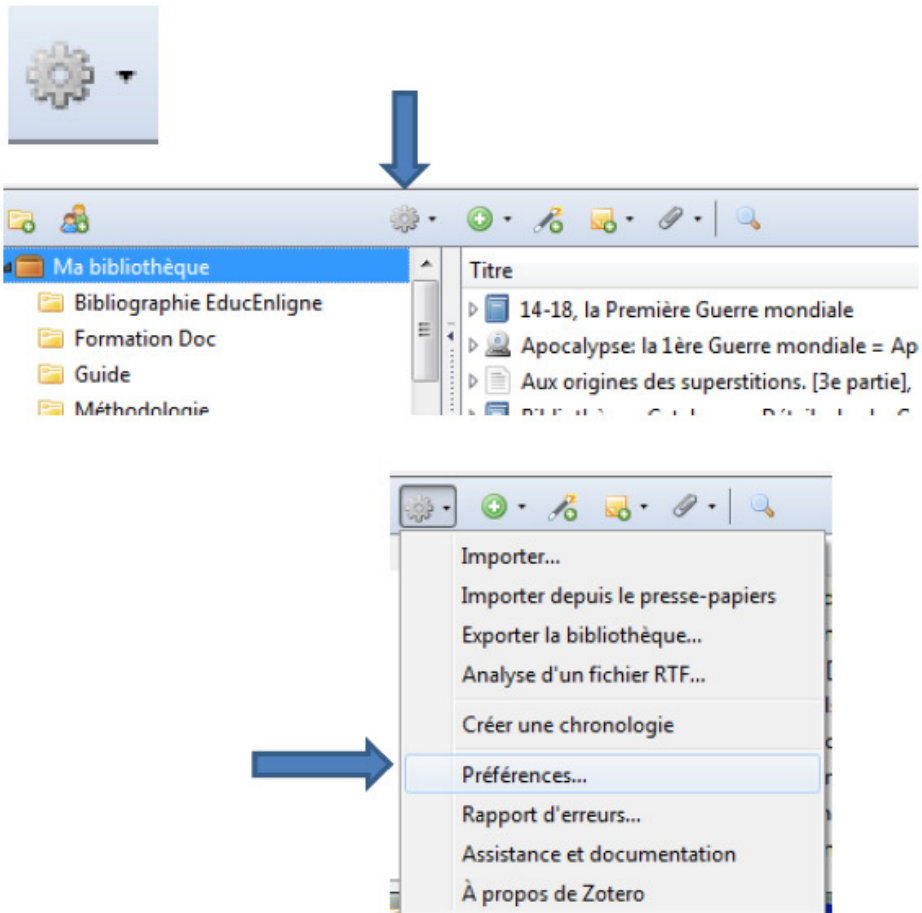 Ma bibliothèque
Titre
Bibliographie EducEnligne
14-18, la Première Guerre mondiale
Formation Doc
Apocalypse: la 1ère Guerre mondiale = Ap
Guide
Aux origines des superstitions. [3e partie],
Méthodologie
Importer...
Importer depuis le presse-papiers
Exporter la bibliothèque...
Analyse d'un fichier RTF...
Créer une chronologie
Préférences...
Rapport d'erreurs...
Assistance et documentation
À propos de Zotero